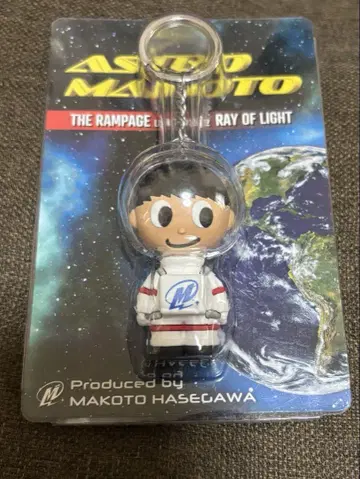 ASTRO
MAKOTO
THE RAMPAGE RAY OF LIGHT
M
M Produced by
MAKOTO HASEGAWA